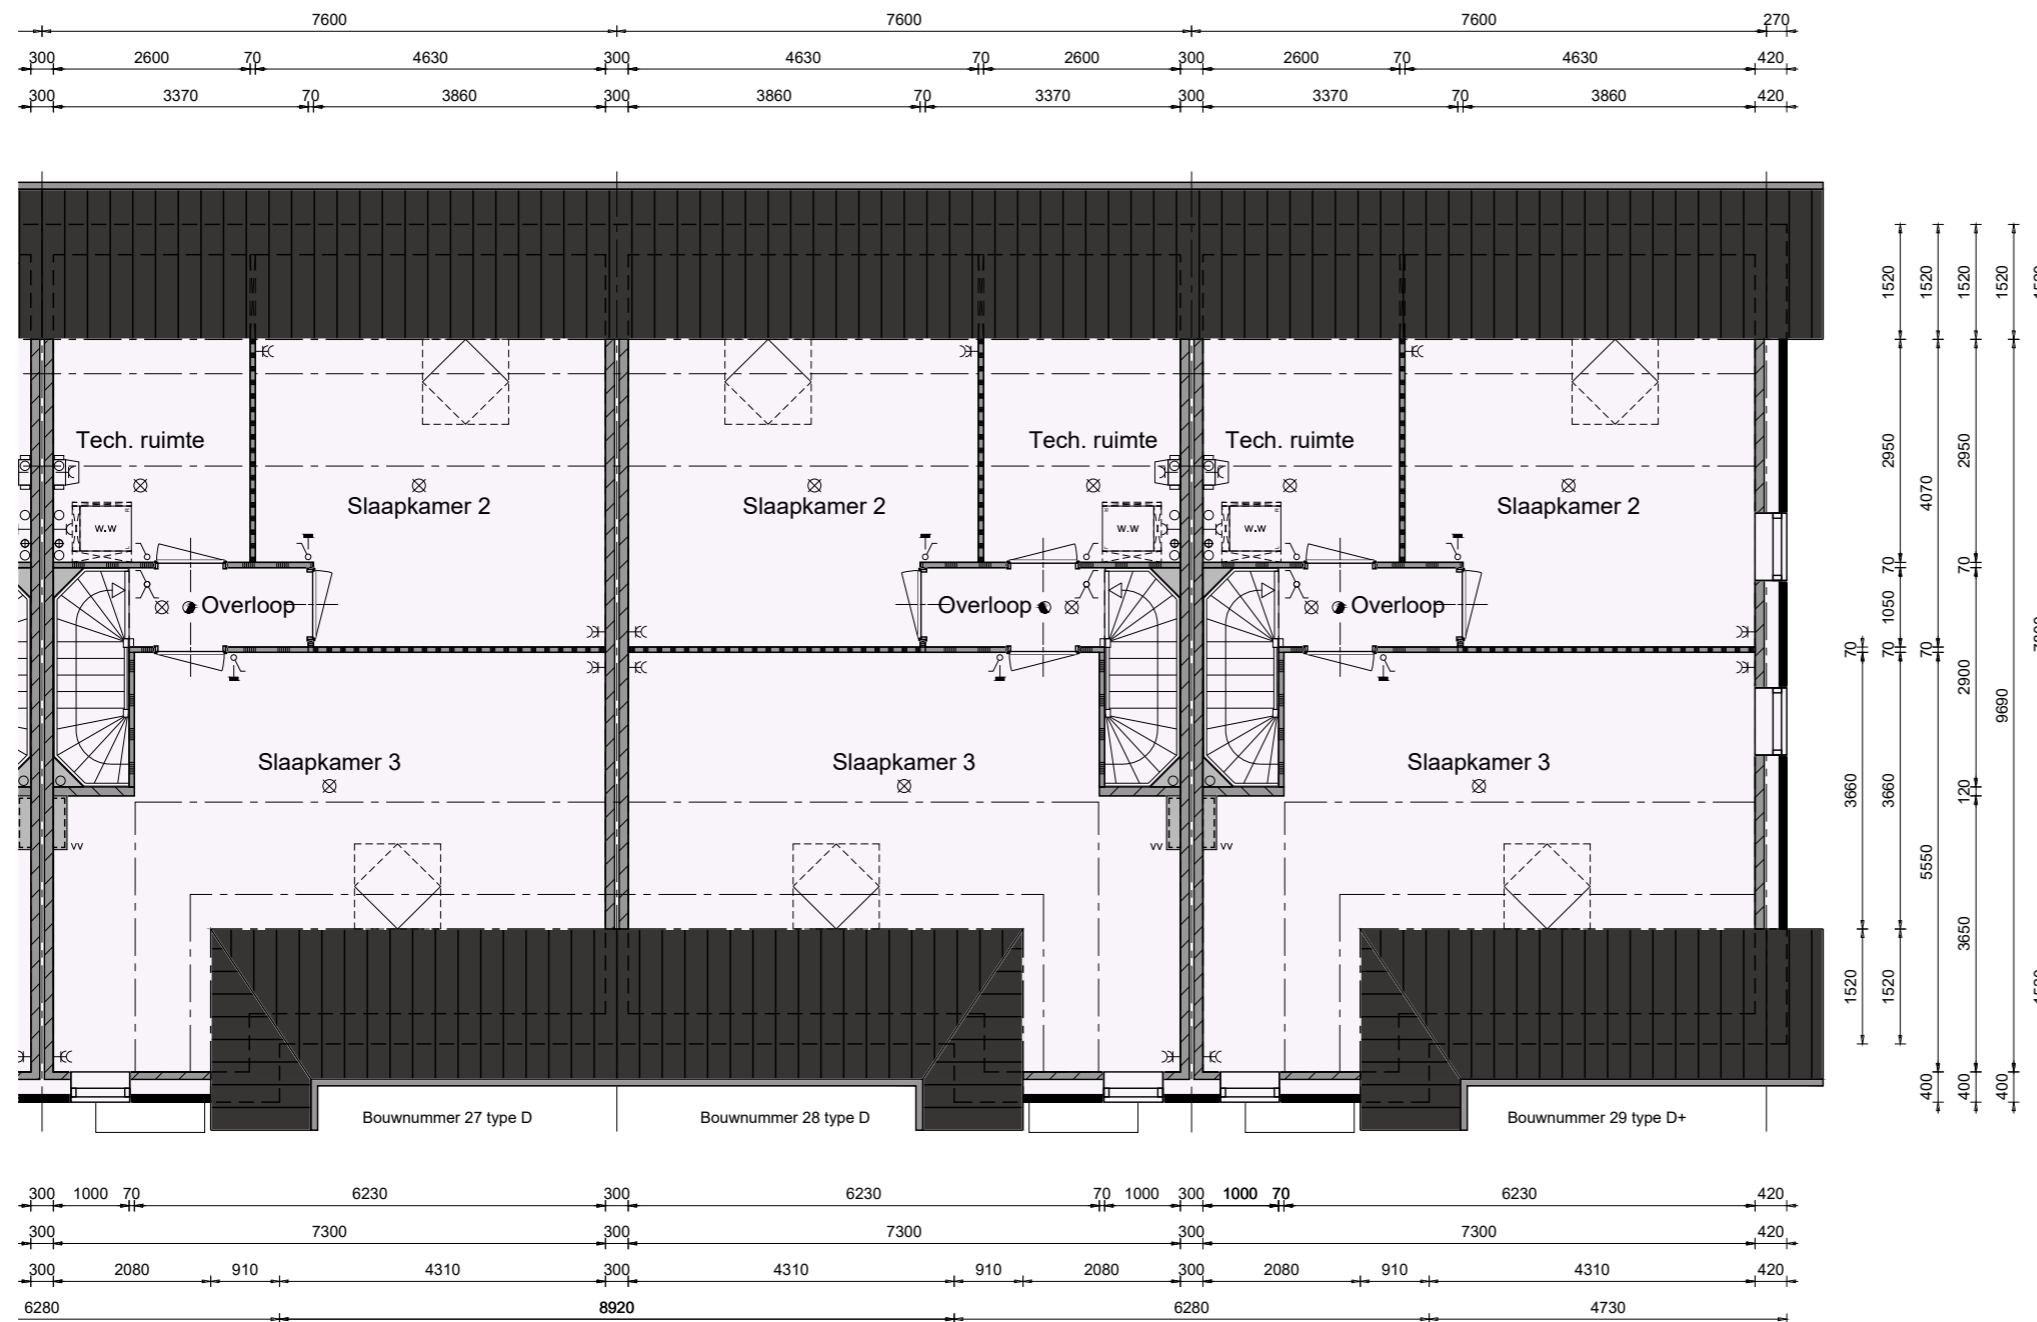 7600 7600 7600 270
300 2600 70 4630 300 4630 70 2600 300 2600 70 4630 420
300 3370 70 3860 300 3860 70 3370 300 3370 70 3860 420
1520 1520 1520 1520
Tech. ruimte Tech. ruimte Tech. ruimte
2950 4070 2950
Slaapkamer 2 Slaapkamer 2 Slaapkamer 2
w.w w.w w.w
70 70
Overloop Overloop Overloop
1050
70 70 70
2900 9690
Slaapkamer 3 Slaapkamer 3 Slaapkamer 3
3660 3660 120
vv vv vv
5550 3650
1520 1520
400 400 400
Bouwnummer 27 type D Bouwnummer 28 type D Bouwnummer 29 type D+
300 1000 70 6230 300 6230 70 1000 300 1000 70 6230 420
300 7300 300 7300 300 7300 420
300 2080 910 4310 300 4310 910 2080 300 2080 910 4310 420
6280 8920 6280 4730